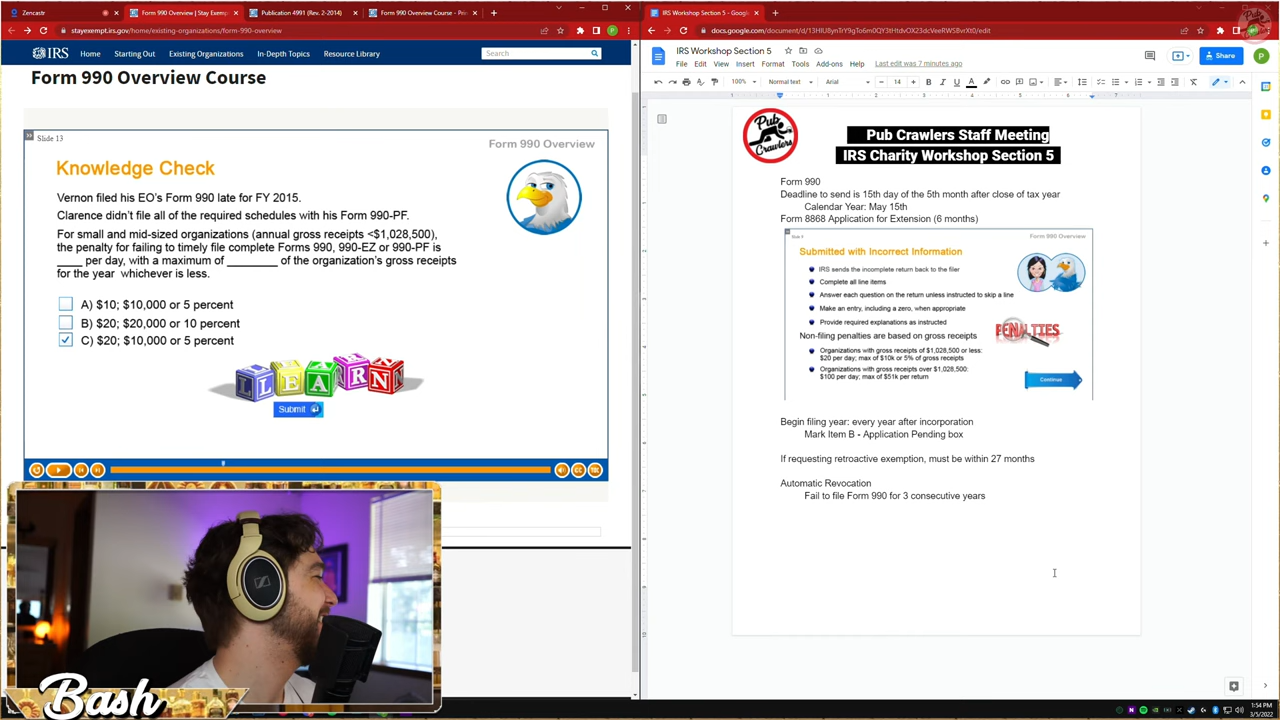 Zencastr
Form 990 Overview | Stay Exemp
Publication 4991 (Rev. 2-2014)
Form 990 Overview Course - Pri
stayexempt.irs.gov/home/existing-organizations/form-990-overview
IRS
Home
Starting Out
Existing Organizations
In-Depth Topics
Resource Library
Search
Form 990 Overview Course
Slide 13
Form 990 Overview
Knowledge Check
Vernon filed his EO's Form 990 late for FY 2015.
Clarence didn't file all of the required schedules with his Form 990-PF.
For small and mid-sized organizations (annual gross receipts <$1,028,500),
the penalty for failing to timely file complete Forms 990, 990-EZ or 990-PF is
____ per day, with a maximum of ________ of the organization's gross receipts
for the year whichever is less.
A) $10; $10,000 or 5 percent
B) $20; $20,000 or 10 percent
C) $20; $10,000 or 5 percent
LEARN
Submit
CC
TOC
Bash
IRS Workshop Section 5 - Google
IRS Workshop Section 5
File
Edit
View
Insert
Format
Tools
Add-ons
Help
Last edit was 7 minutes ago
Share
P
100%
Normal text
Arial
14
B
I
U
A
Pub Crawlers
Pub Crawlers Staff Meeting
IRS Charity Workshop Section 5
Form 990
Deadline to send is 15th day of the 5th month after close of tax year
Calendar Year: May 15th
Form 8868 Application for Extension (6 months)
Form 990 Overview
Submitted with Incorrect Information
IRS sends the incomplete return back to the filer
Complete all line items
Answer each question on the return unless instructed to skip a line
Make an entry, including a zero, when appropriate
Provide required explanations as instructed
PENALTIES
Non-filing penalties are based on gross receipts
Organizations with gross receipts of $1,028,500 or less:
$20 per day; max of $10k or 5% of gross receipts
Organizations with gross receipts over $1,028,500:
$100 per day; max of $51k per return
Continue
Begin filing year: every year after incorporation
Mark Item B - Application Pending box
If requesting retroactive exemption, must be within 27 months
Automatic Revocation
Fail to file Form 990 for 3 consecutive years
1:54 PM
3/5/2022